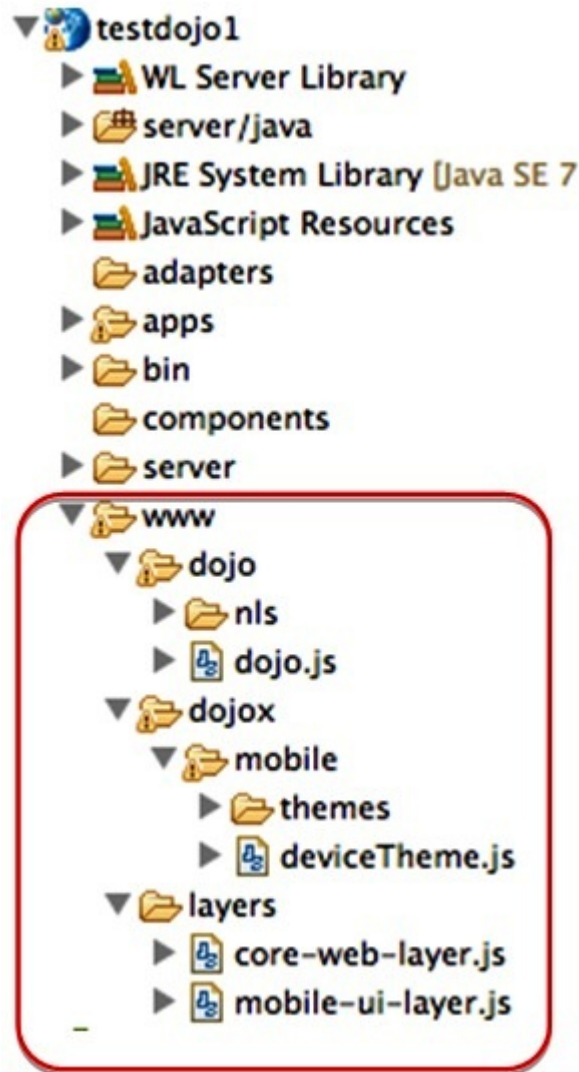 testdojo1
WL Server Library
server/java
JRE System Library [Java SE 7
JavaScript Resources
adapters
apps
bin
components
server
www
dojo
nls
dojo.js
dojox
mobile
themes
deviceTheme.js
layers
core-web-layer.js
mobile-ui-layer.js